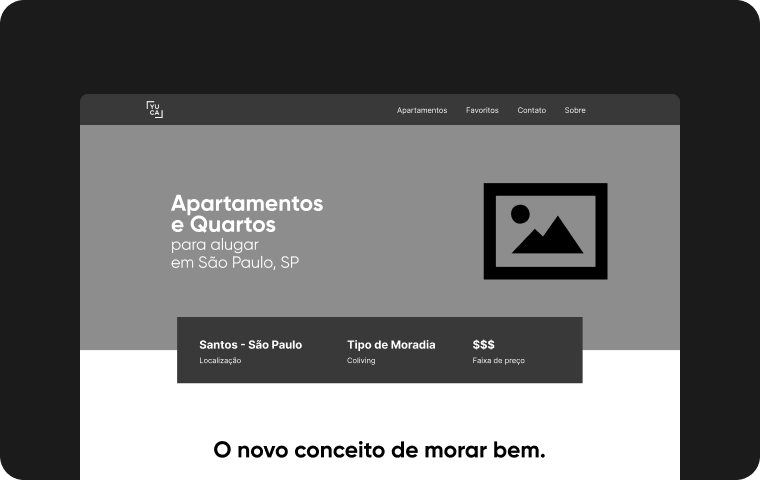 YU
CA
Apartamentos Favoritos Contato Sobre
Apartamentos
e Quartos
para alugar
em São Paulo, SP
Santos - São Paulo Tipo de Moradia $$$
Localização Coliving Faixa de preço
O novo conceito de morar bem.